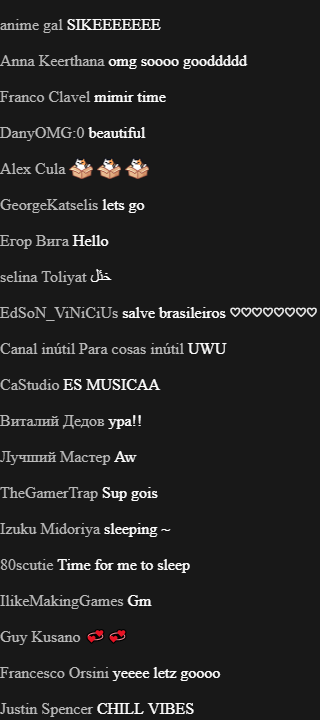 anime gal SIKEEEEEEE
Anna Keerthana omg soooo gooddddd
Franco Clavel mimir time
DanyOMG:0 beautiful
Alex Cula
GeorgeKatselis lets go
Егор Вига Hello
selina Toliyat
EdSoN_ViNiCiUs salve brasileiros ♡♡♡♡♡♡♡♡
Canal inútil Para cosas inútil UWU
CaStudio ES MUSICAA
Виталий Дедов ура!!
Лучший Мастер Aw
TheGamerTrap Sup gois
Izuku Midoriya sleeping ~
80scutie Time for me to sleep
IlikeMakingGames Gm
Guy Kusano
Francesco Orsini yeeee letz goooo
Justin Spencer CHILL VIBES